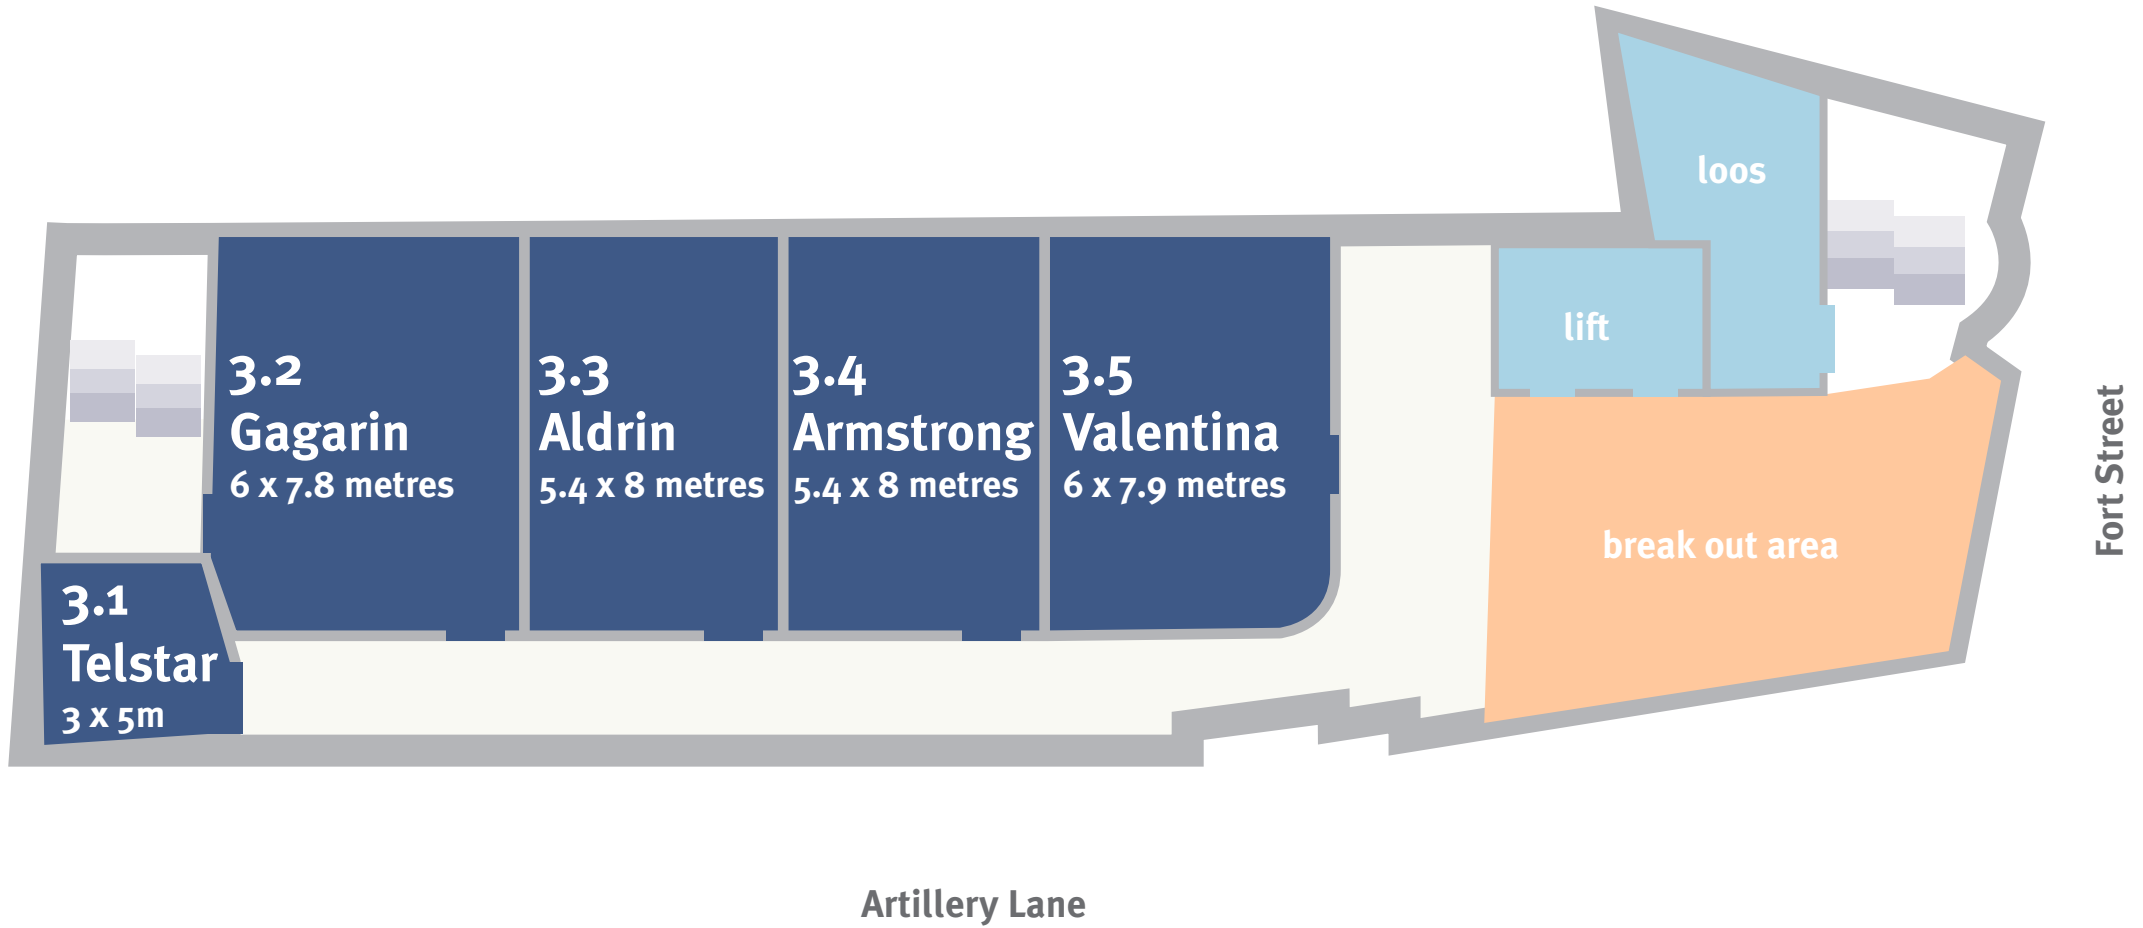 loos
lift
3.2
Gagarin
6 x 7.8 metres
3.3
Aldrin
5.4 x 8 metres
3.4
Armstrong
5.4 x 8 metres
3.5
Valentina
6 x 7.9 metres
break out area
3.1
Telstar
3 x 5m
Fort Street
Artillery Lane